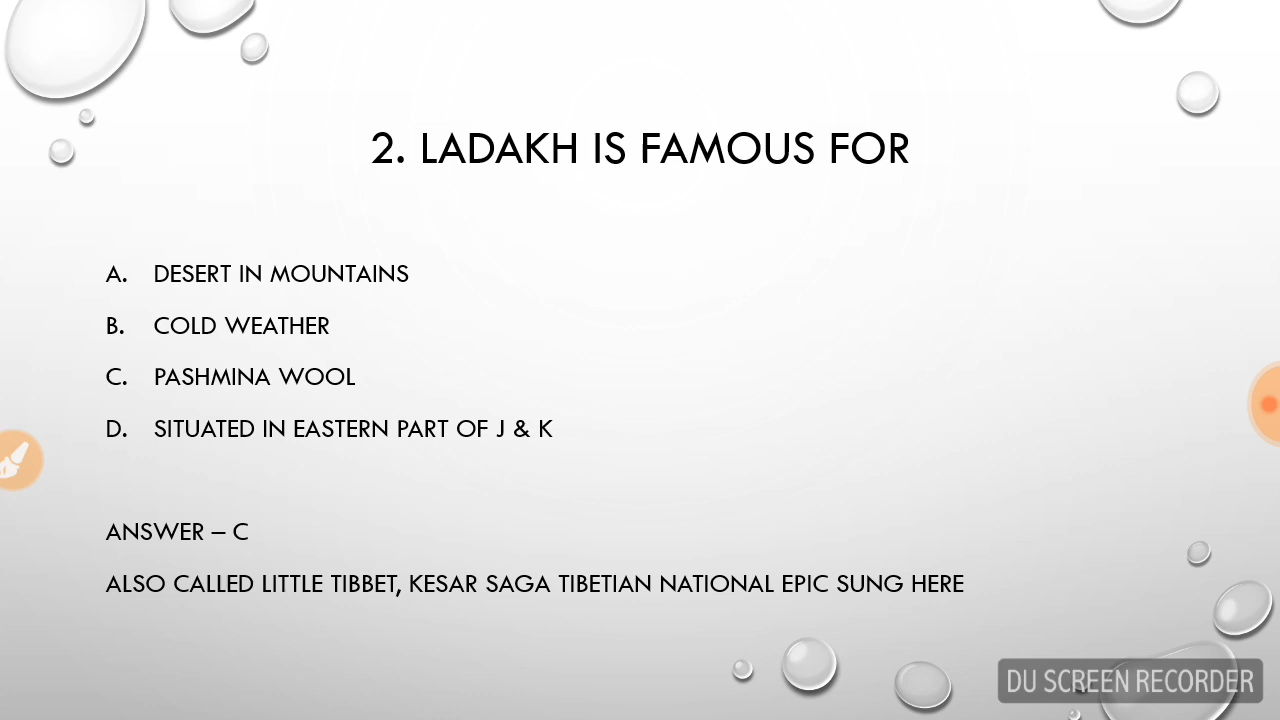 2. LADAKH IS FAMOUS FOR
A. DESERT IN MOUNTAINS
B. COLD WEATHER
C. PASHMINA WOOL
D. SITUATED IN EASTERN PART OF J & K
ANSWER – C
ALSO CALLED LITTLE TIBBET, KESAR SAGA TIBETIAN NATIONAL EPIC SUNG HERE
DU SCREEN RECORDER